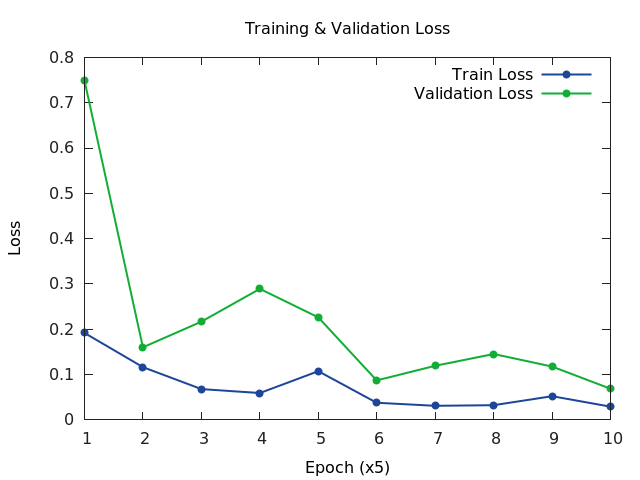 Training & Validation Loss
Train Loss
Validation Loss
0.8
0.7
0.6
0.5
0.4
0.3
0.2
0.1
0
Loss
1 2 3 4 5 6 7 8 9 10
Epoch (x5)